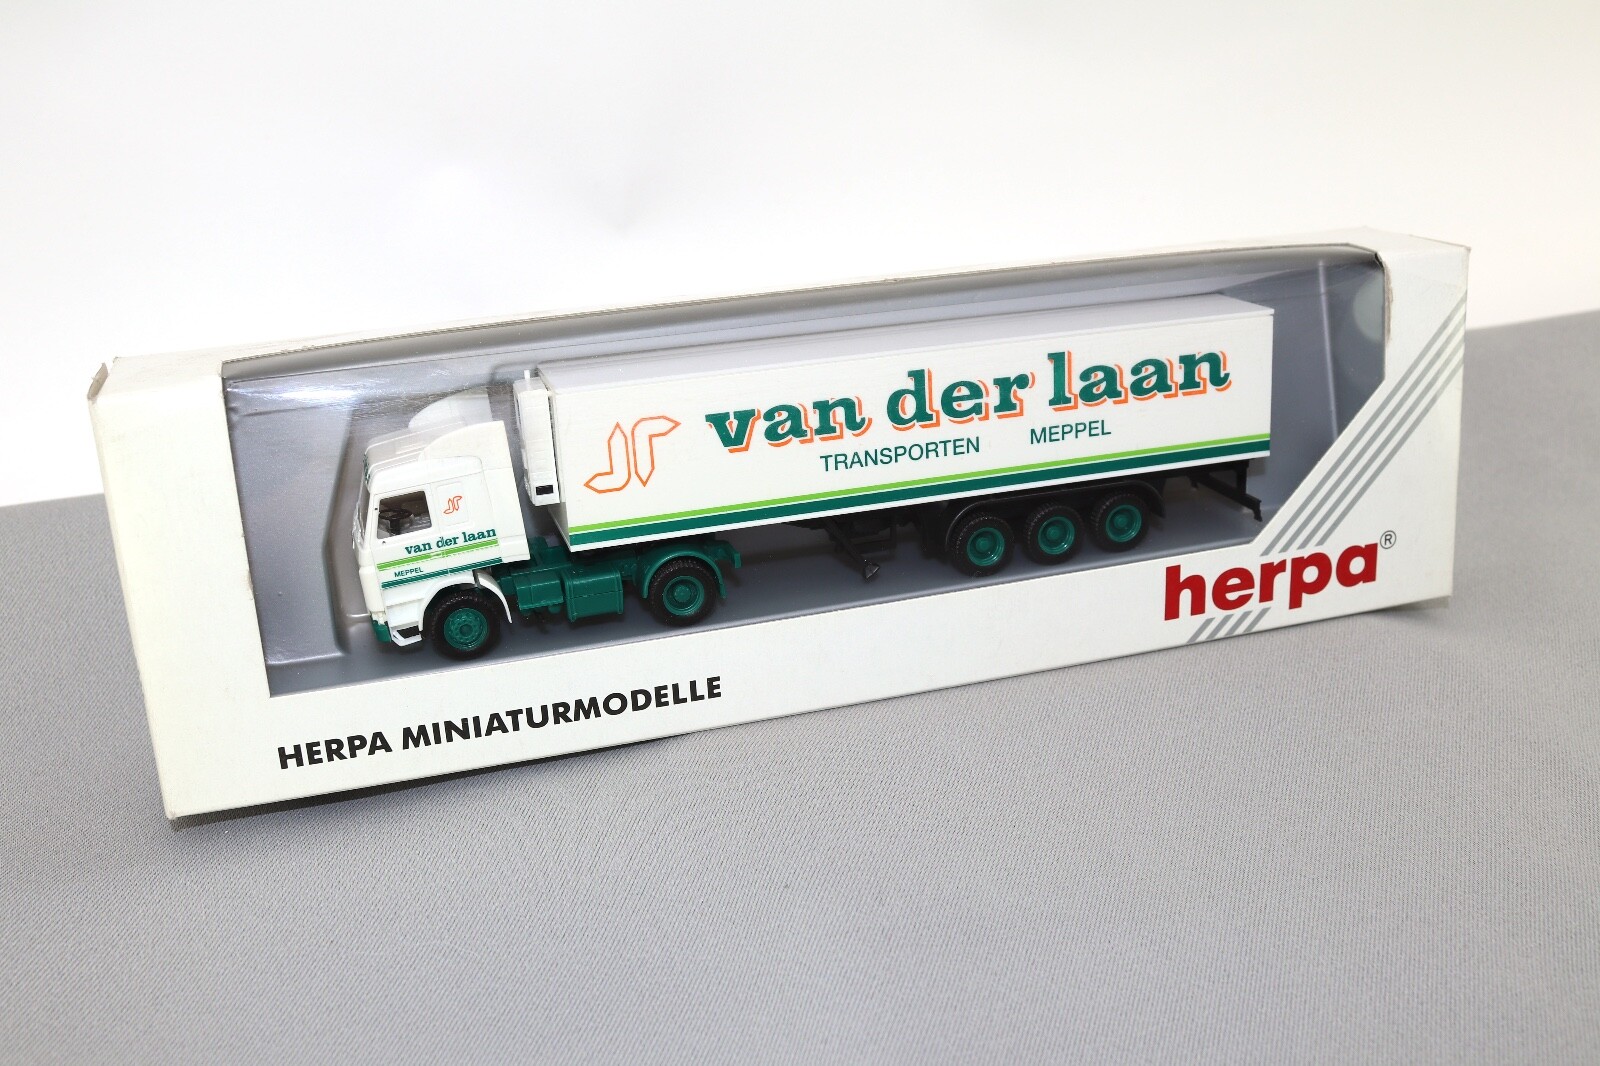 van der laan
TRANSPORTEN MEPPEL
van der laan
MEPPEL
herpa®
HERPA MINIATURMODELLE